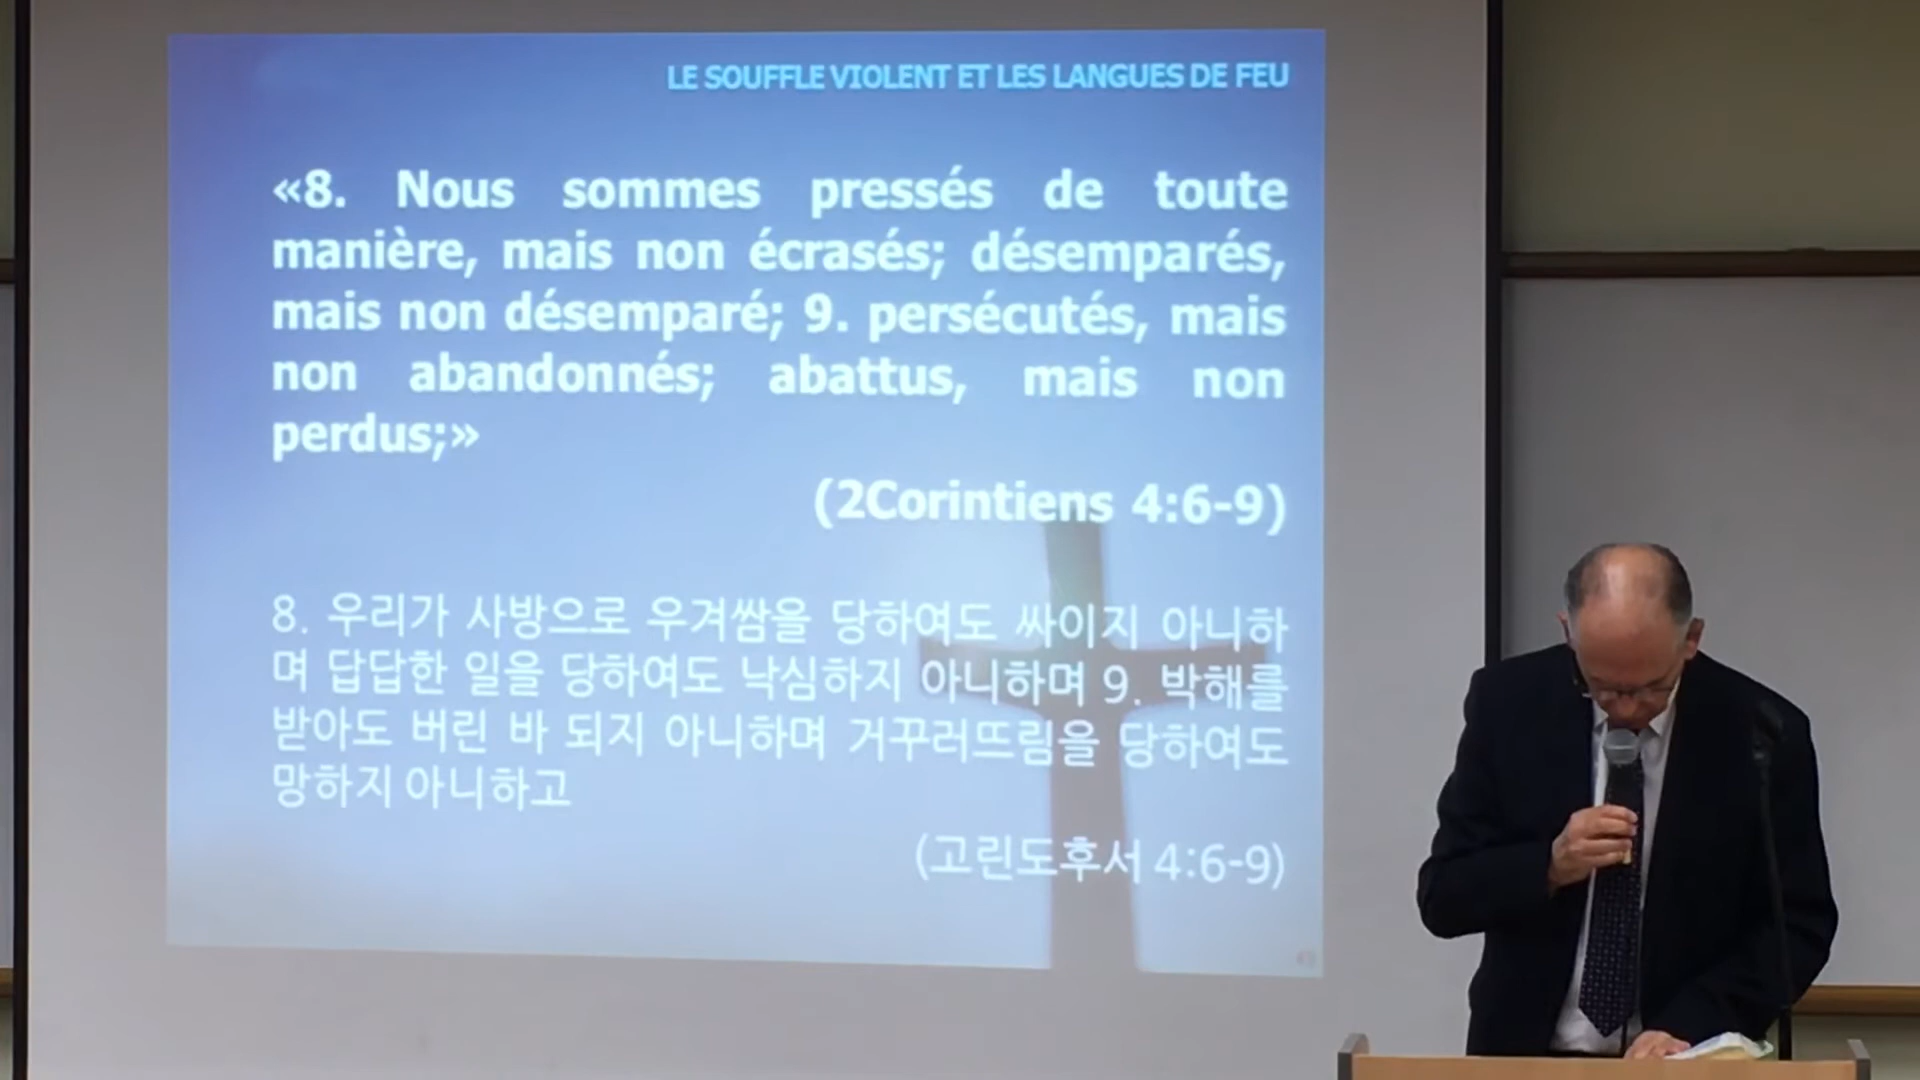 LE SOUFFLE VIOLENT ET LES LANGUES DE FEU
«8. Nous sommes pressés de toute
manière, mais non écrasés; désemparés,
mais non désemparé; 9. persécutés, mais
non abandonnés; abattus, mais non
perdus;»
(2Corintiens 4:6-9)
8. 우리가 사방으로 우겨쌈을 당하여도 싸이지 아니하
며 답답한 일을 당하여도 낙심하지 아니하며 9. 박해를
받아도 버린 바 되지 아니하며 거꾸러뜨림을 당하여도
망하지 아니하고
(고린도후서 4:6-9)